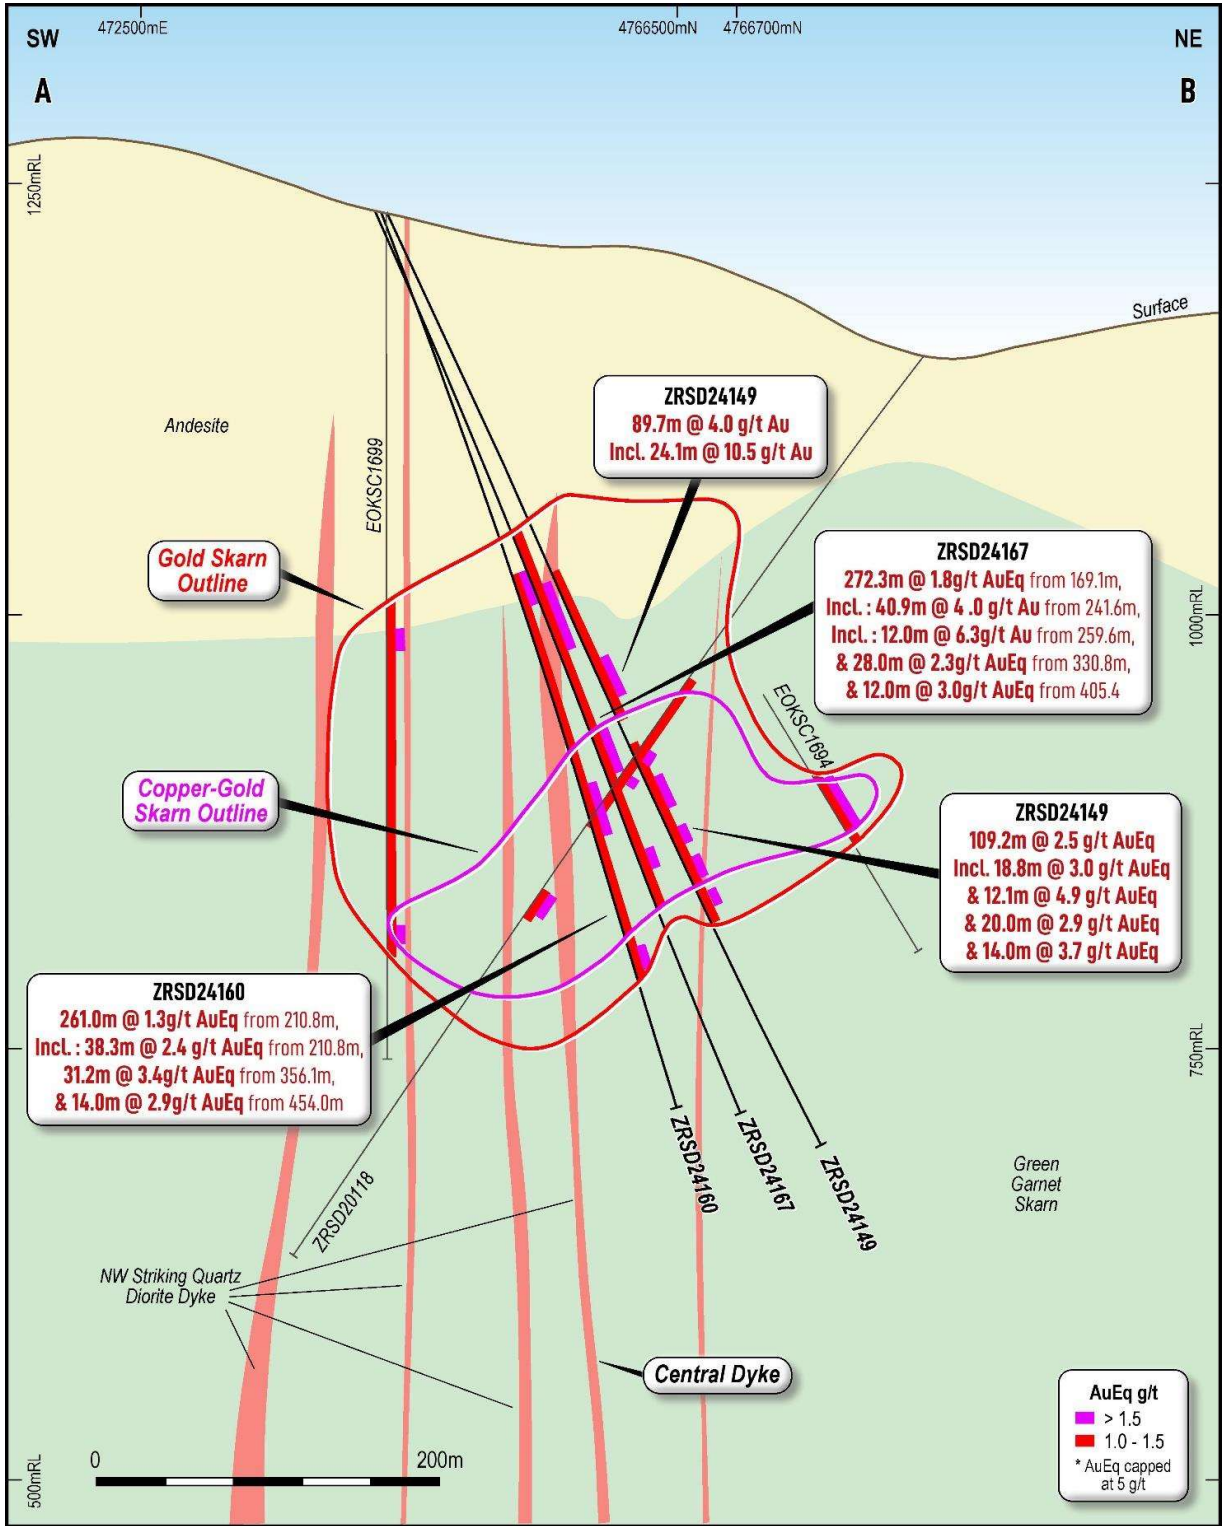 472500mE
4766500mN
4766700mN
SW
NE
A
B
1250mRL
Surface
ZRSD24149
89.7m @ 4.0 g/t Au
Incl. 24.1m @ 10.5 g/t Au
Andesite
EOKSC1699
Gold Skarn
Outline
ZRSD24167
272.3m @ 1.8g/t AuEq from 169.1m,
Incl. : 40.9m @ 4 .0 g/t Au from 241.6m,
Incl. : 12.0m @ 6.3g/t Au from 259.6m,
& 28.0m @ 2.3g/t AuEq from 330.8m,
& 12.0m @ 3.0g/t AuEq from 405.4
1000mRL
EOKSC1694
Copper-Gold
Skarn Outline
ZRSD24149
109.2m @ 2.5 g/t AuEq
Incl. 18.8m @ 3.0 g/t AuEq
& 12.1m @ 4.9 g/t AuEq
& 20.0m @ 2.9 g/t AuEq
& 14.0m @ 3.7 g/t AuEq
ZRSD24160
261.0m @ 1.3g/t AuEq from 210.8m,
Incl. : 38.3m @ 2.4 g/t AuEq from 210.8m,
31.2m @ 3.4g/t AuEq from 356.1m,
& 14.0m @ 2.9g/t AuEq from 454.0m
750mRL
ZRSD24160
ZRSD24167
ZRSD24149
ZRSD20118
Green
Garnet
Skarn
NW Striking Quartz
Diorite Dyke
Central Dyke
AuEq g/t
> 1.5
1.0 - 1.5
* AuEq capped
at 5 g/t
0
200m
500mRL